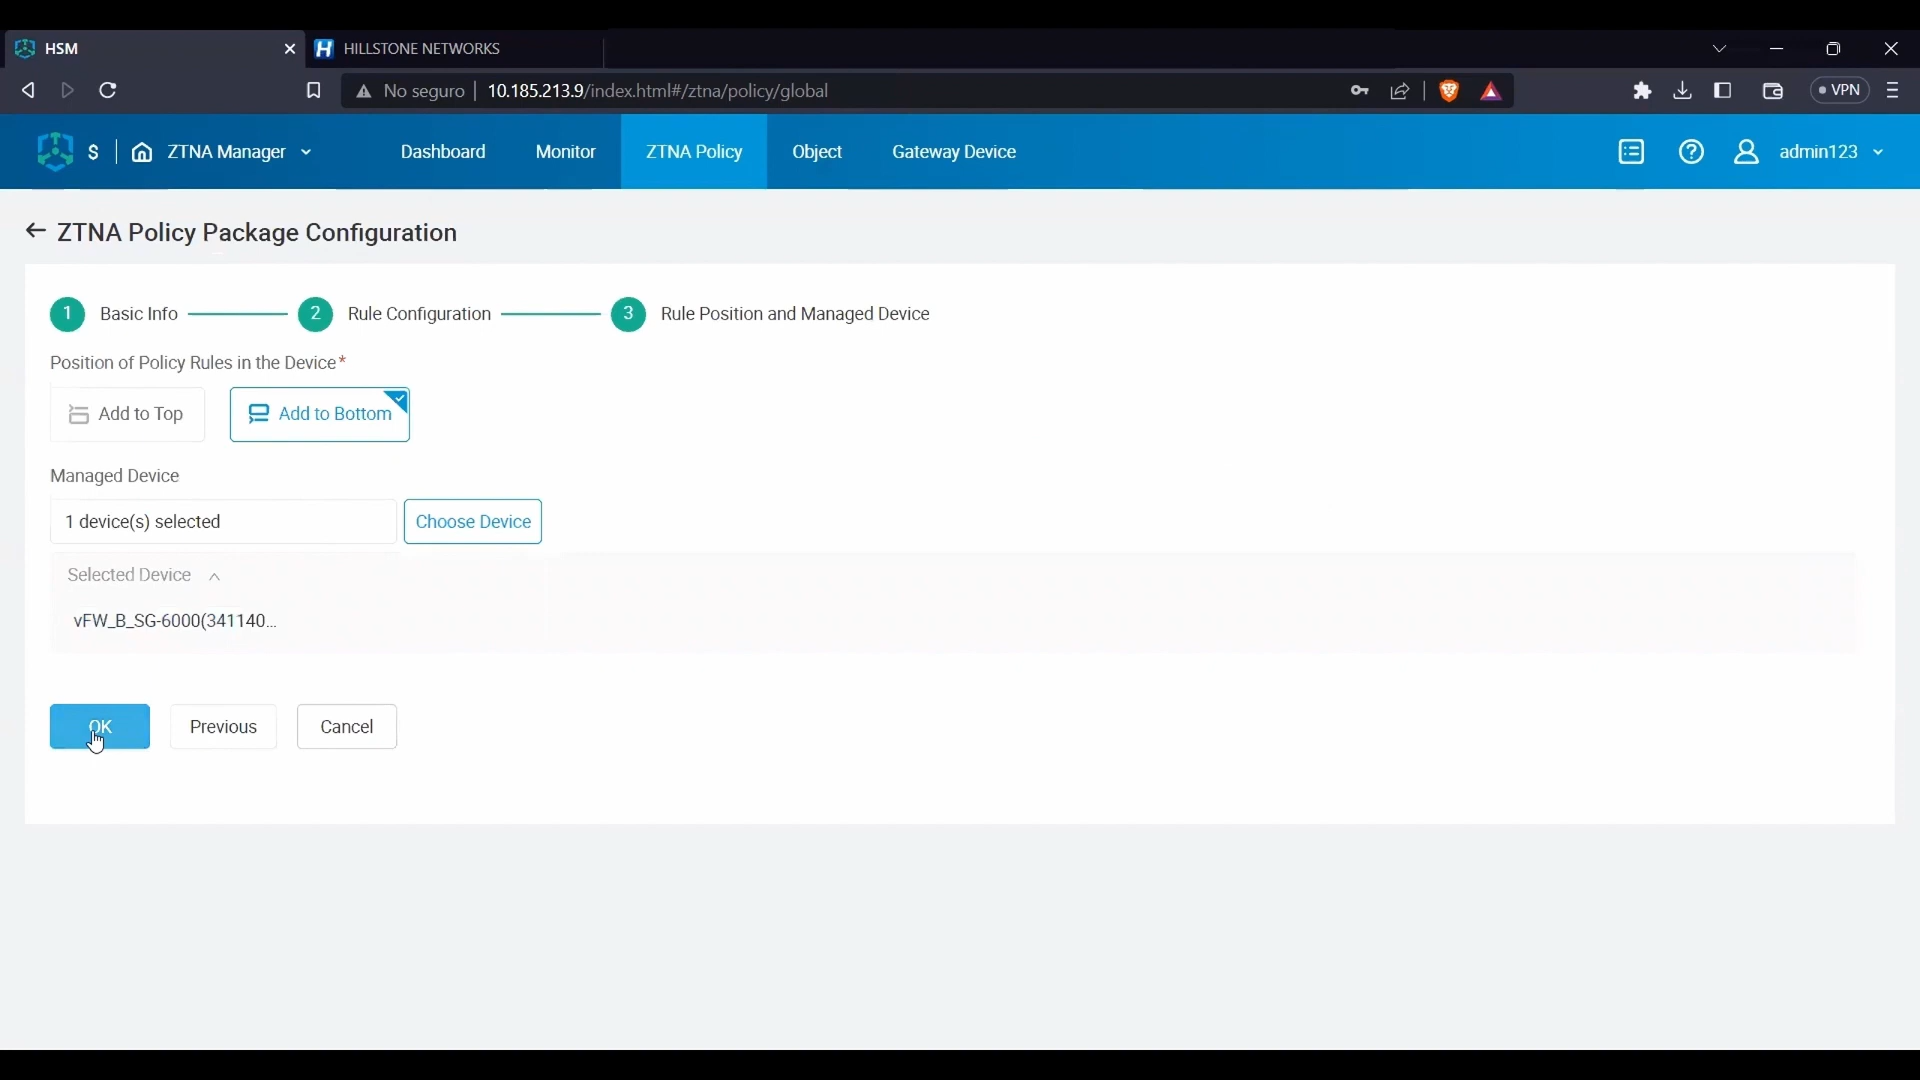 HSM
HILLSTONE NETWORKS
No seguro 10.185.213.9/index.html#/ztna/policy/global
VPN
S ZTNA Manager Dashboard Monitor ZTNA Policy Object Gateway Device admin123
ZTNA Policy Package Configuration
1 Basic Info 2 Rule Configuration 3 Rule Position and Managed Device
Position of Policy Rules in the Device*
Add to Top Add to Bottom
Managed Device
1 device(s) selected Choose Device
Selected Device
vFW_B_SG-6000(341140...
OK Previous Cancel